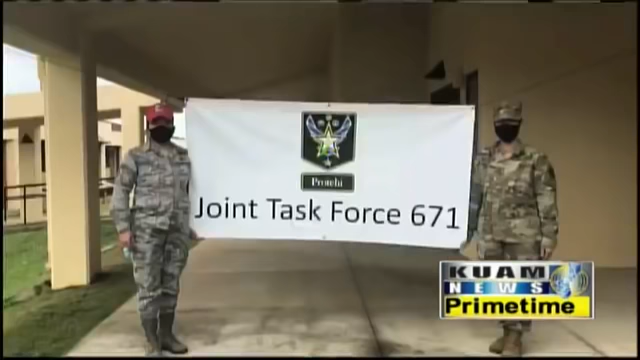 Protehi
Joint Task Force 671
KUAM
NEWS
Primetime